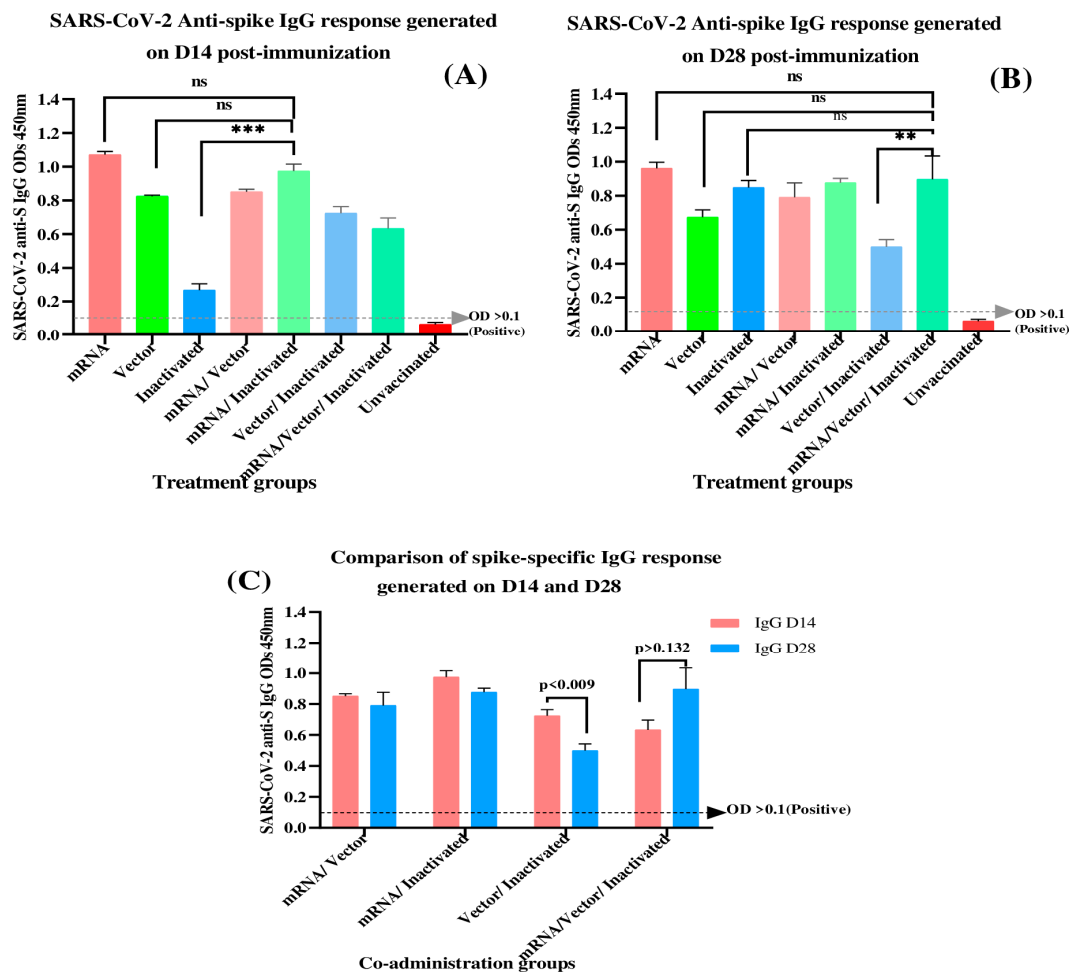 SARS-CoV-2 Anti-spike IgG response generated
on D14 post-immunization
(A)
ns
ns
***
SARS-CoV-2 anti-S IgG ODs 450nm
1.4
1.2
1.0
0.8
0.6
0.4
0.2
0.0
OD >0.1
(Positive)
mRNA
Vector
Inactivated
mRNA/ Vector
mRNA/ Inactivated
Vector/ Inactivated
mRNA/Vector/ Inactivated
Unvaccinated
Treatment groups
SARS-CoV-2 Anti-spike IgG response generated
on D28 post-immunization
(B)
ns
ns
ns
**
SARS-CoV-2 anti-S IgG ODs 450nm
1.4
1.2
1.0
0.8
0.6
0.4
0.2
0.0
OD >0.1
(Positive)
mRNA
Vector
Inactivated
mRNA/ Vector
mRNA/ Inactivated
Vector/ Inactivated
mRNA/Vector/ Inactivated
Unvaccinated
Treatment groups
Comparison of spike-specific IgG response
generated on D14 and D28
(C)
IgG D14
IgG D28
p<0.009
p>0.132
SARS-CoV-2 anti-S IgG ODs 450nm
1.4
1.2
1.0
0.8
0.6
0.4
0.2
0.0
OD >0.1(Positive)
mRNA/ Vector
mRNA/ Inactivated
Vector/ Inactivated
mRNA/Vector/ Inactivated
Co-administration groups